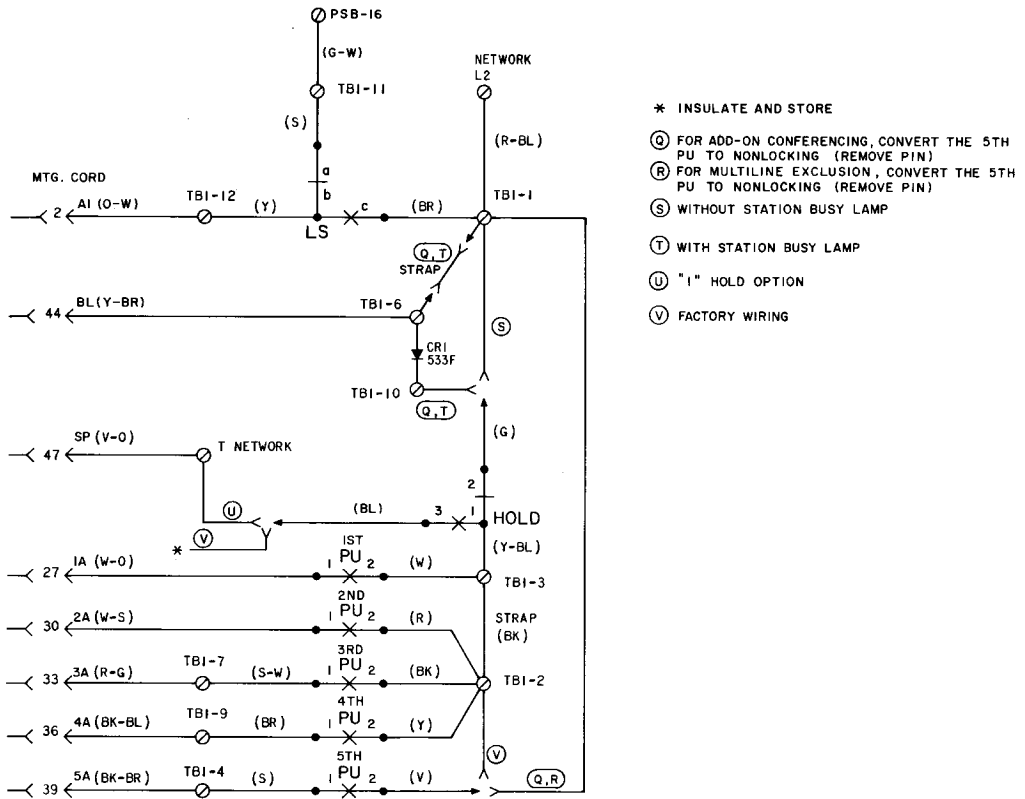 PSB-16
(G-W)
NETWORK
L2
TB1-11
(S)
(R-BL)
a
b
MTG. CORD
TB1-12
TB1-1
2
A1 (O-W)
(Y)
c
(BR)
LS
Q,T
STRAP
TB1-6
44
BL(Y-BR)
S
CR1
533F
TB1-10
Q,T
(G)
SP (V-O)
47
T NETWORK
2
U
(BL)
3
1
HOLD
V
*
(Y-BL)
1ST
1A (W-O)
PU
27
1
2
(W)
TB1-3
2ND
STRAP
(BK)
2A (W-S)
PU
30
1
2
(R)
3RD
TB1-7
3A (R-G)
(S-W)
PU
33
1
2
(BK)
TB1-2
4TH
TB1-9
4A (BK-BL)
(BR)
PU
36
1
2
(Y)
V
5TH
TB1-4
5A (BK-BR)
(S)
PU
39
1
2
(V)
Q,R
* INSULATE AND STORE
Q FOR ADD-ON CONFERENCING, CONVERT THE 5TH
PU TO NONLOCKING (REMOVE PIN)
R FOR MULTILINE EXCLUSION, CONVERT THE 5TH
PU TO NONLOCKING (REMOVE PIN)
S WITHOUT STATION BUSY LAMP
T WITH STATION BUSY LAMP
U "I" HOLD OPTION
V FACTORY WIRING